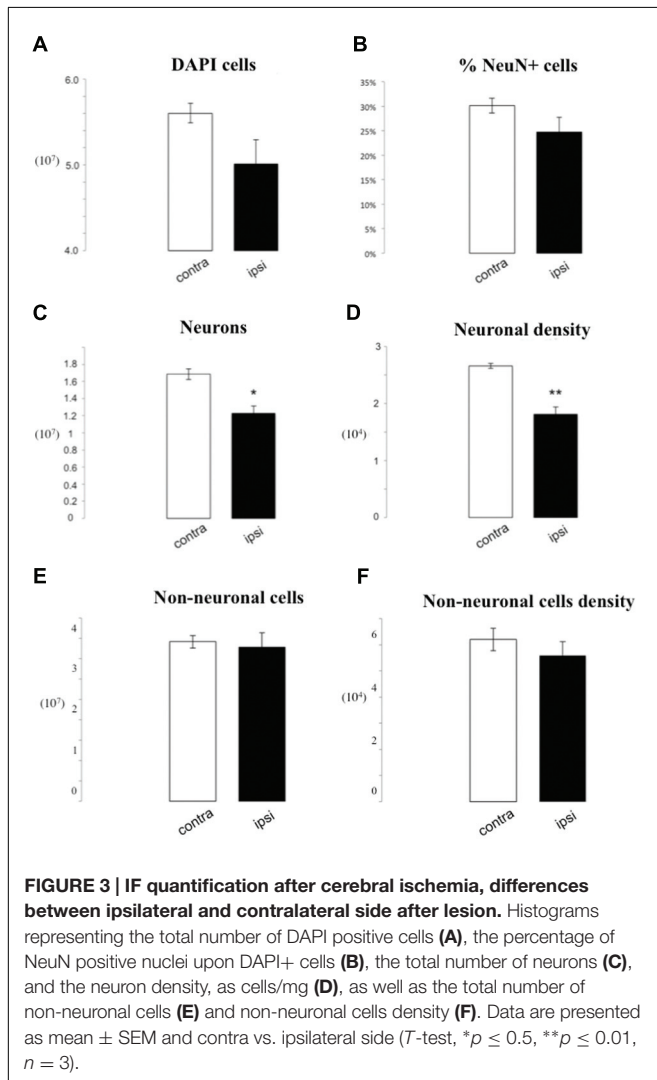 A
DAPI cells
6.0
(10⁷)
5.0
4.0
contra
ipsi
B
% NeuN+ cells
35%
30%
25%
20%
15%
10%
5%
0%
contra
ipsi
C
Neurons
1.8
1.6
1.4
1.2
(10⁷)
1
0.8
0.6
0.4
0.2
0
*
contra
ipsi
D
Neuronal density
3
2
(10⁴)
1
0
**
contra
ipsi
E
Non-neuronal cells
4
3
(10⁷)
2
1
0
contra
ipsi
F
Non-neuronal cells density
6
4
(10⁴)
2
0
contra
ipsi
FIGURE 3 | IF quantification after cerebral ischemia, differences
between ipsilateral and contralateral side after lesion. Histograms
representing the total number of DAPI positive cells (A), the percentage of
NeuN positive nuclei upon DAPI+ cells (B), the total number of neurons (C),
and the neuron density, as cells/mg (D), as well as the total number of
non-neuronal cells (E) and non-neuronal cells density (F). Data are presented
as mean ± SEM and contra vs. ipsilateral side (T-test, *p ≤ 0.5, **p ≤ 0.01,
n = 3).